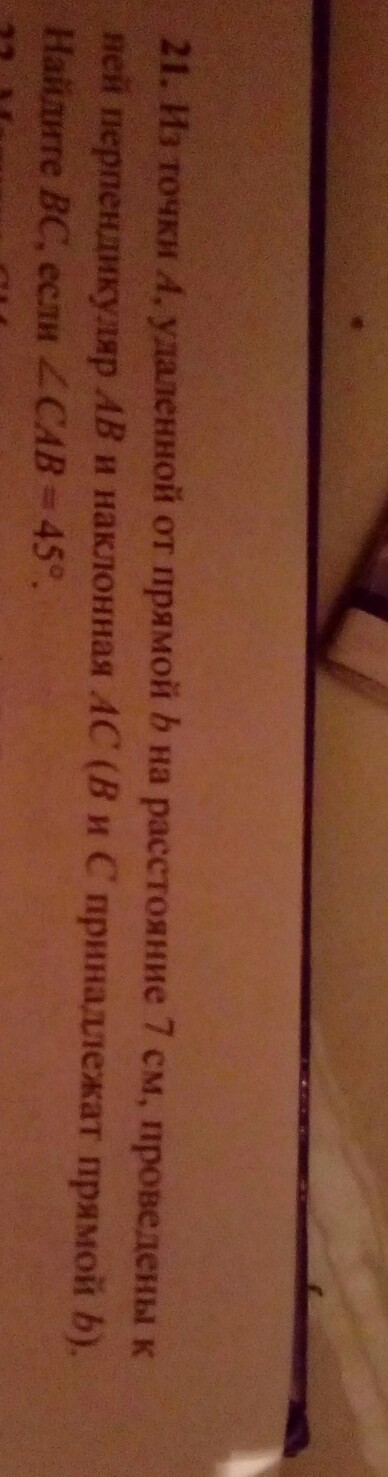 21. Из точки A, удаленной от прямой b на расстояние 7 см, проведены к
ней перпендикуляр AB и наклонная AC (B и C принадлежат прямой b).
Найдите BC, если ∠CAB = 45°.
22.